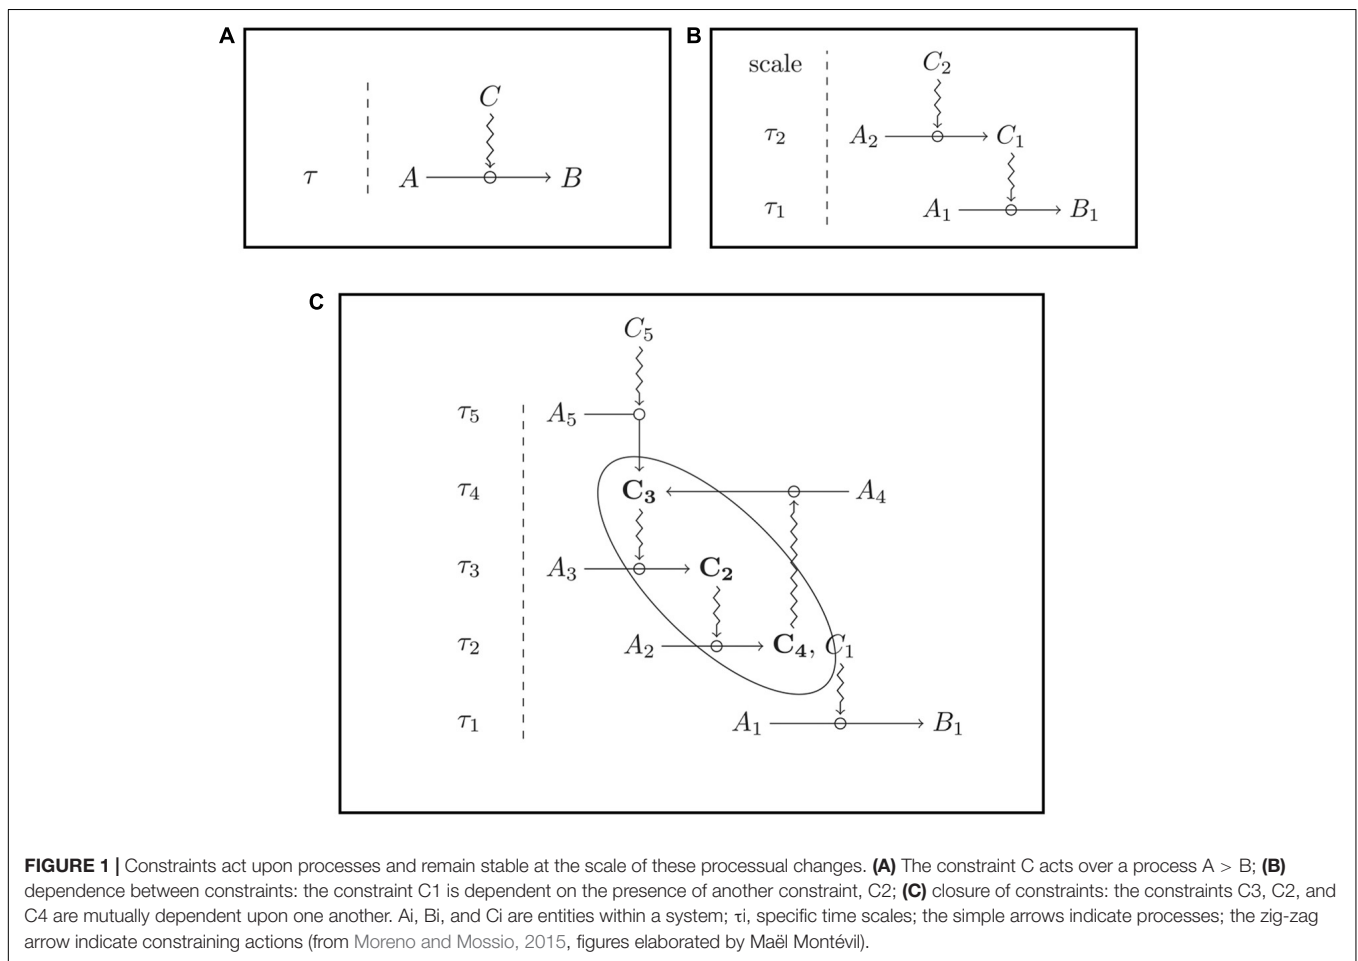 A
C
τ
A
B
B
scale
C2
τ2
A2
C1
τ1
A1
B1
C
C5
τ5
A5
τ4
C3
A4
τ3
A3
C2
τ2
A2
C4, C1
τ1
A1
B1
FIGURE 1 | Constraints act upon processes and remain stable at the scale of these processual changes. (A) The constraint C acts over a process A > B; (B)
dependence between constraints: the constraint C1 is dependent on the presence of another constraint, C2; (C) closure of constraints: the constraints C3, C2, and
C4 are mutually dependent upon one another. Ai, Bi, and Ci are entities within a system; τi, specific time scales; the simple arrows indicate processes; the zig-zag
arrow indicate constraining actions (from Moreno and Mossio, 2015, figures elaborated by Maël Montévil).